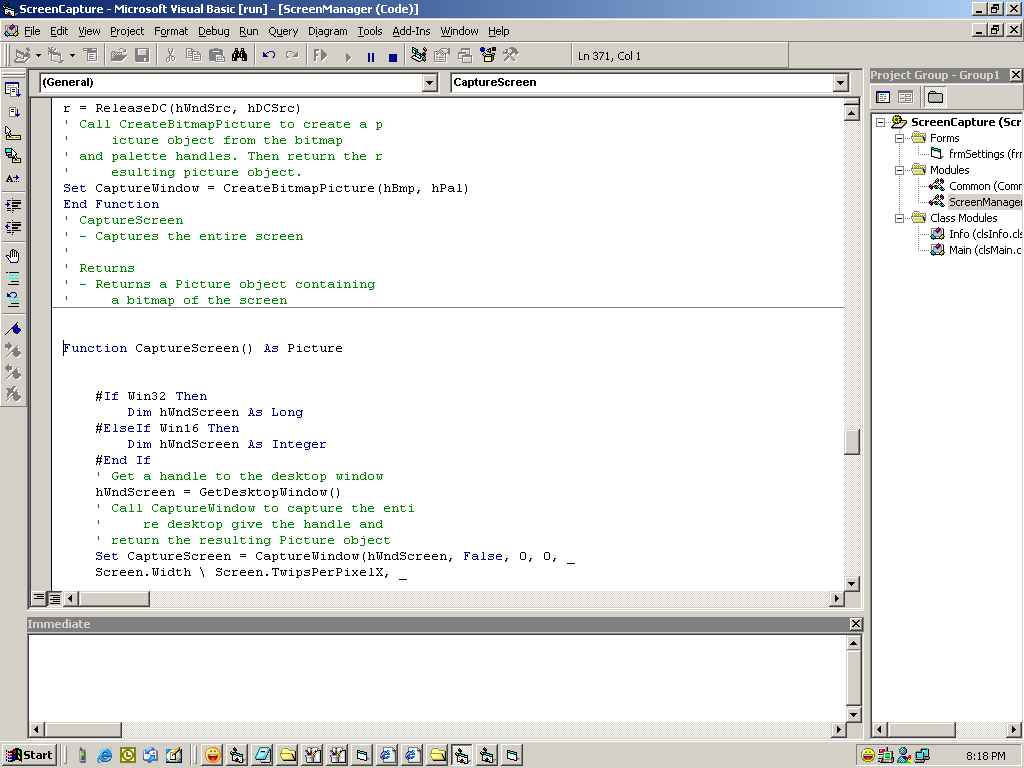 ScreenCapture - Microsoft Visual Basic [run] - [ScreenManager (Code)]
File Edit View Project Format Debug Run Query Diagram Tools Add-Ins Window Help
Ln 371, Col 1
(General) CaptureScreen
r = ReleaseDC(hWndSrc, hDCSrc)
' Call CreateBitmapPicture to create a p
'     icture object from the bitmap
' and palette handles. Then return the r
'     esulting picture object.
Set CaptureWindow = CreateBitmapPicture(hBmp, hPal)
End Function
' CaptureScreen
' - Captures the entire screen
'
' Returns
' - Returns a Picture object containing
'     a bitmap of the screen
Function CaptureScreen() As Picture
#If Win32 Then
Dim hWndScreen As Long
#ElseIf Win16 Then
Dim hWndScreen As Integer
#End If
' Get a handle to the desktop window
hWndScreen = GetDesktopWindow()
' Call CaptureWindow to capture the enti
'     re desktop give the handle and
' return the resulting Picture object
Set CaptureScreen = CaptureWindow(hWndScreen, False, 0, 0, _
Screen.Width \ Screen.TwipsPerPixelX, _
Immediate
Project Group - Group1
ScreenCapture (Scr
Forms
frmSettings (frr
Modules
Common (Comr
ScreenManager
Class Modules
Info (clsInfo.cls
Main (clsMain.c
Start
8:18 PM